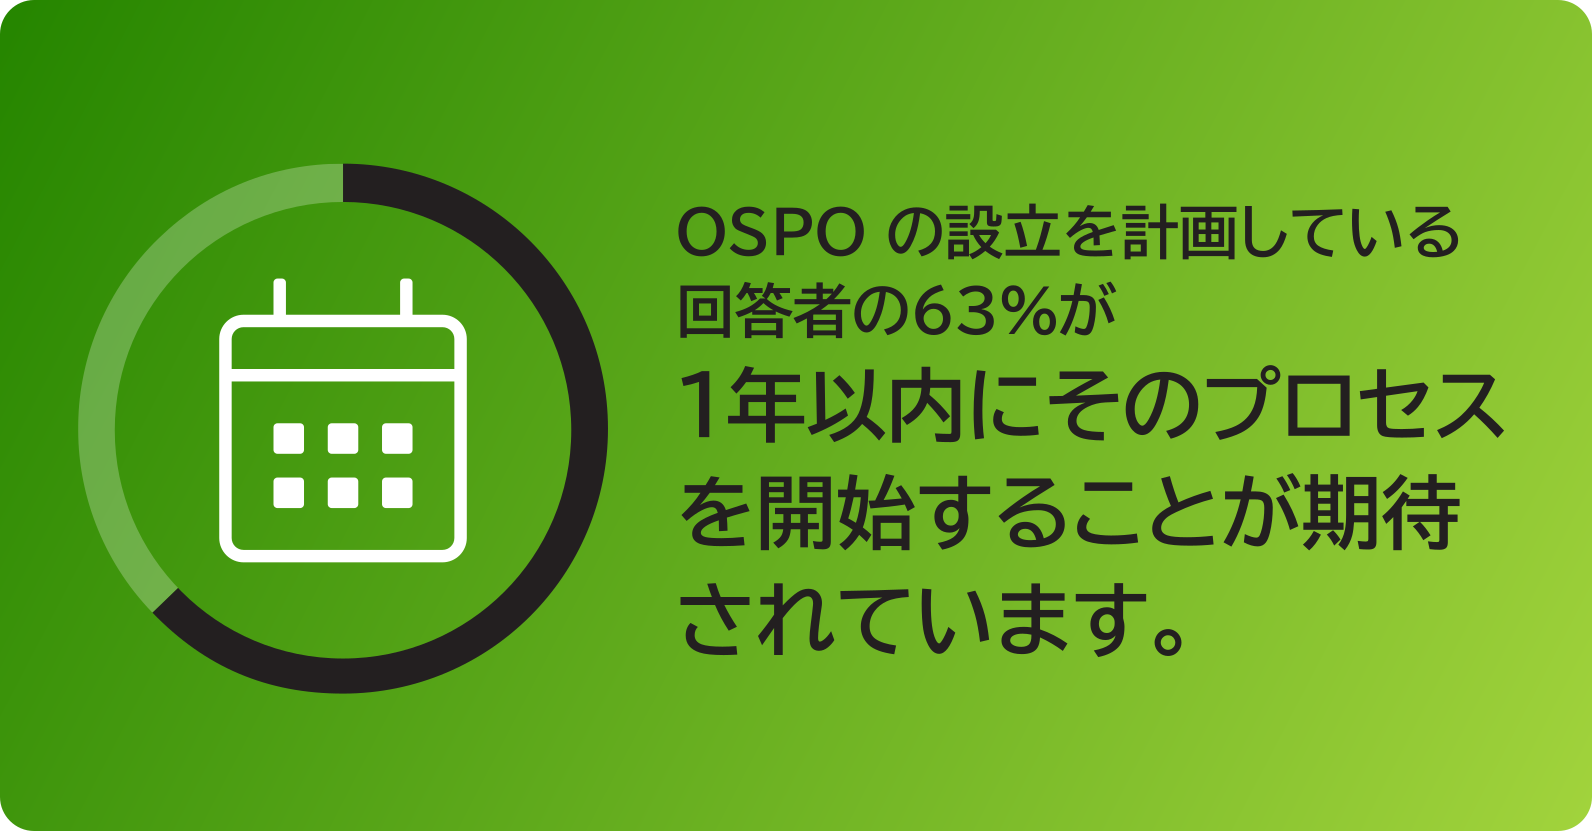 OSPO の設立を計画している
回答者の63%が
1年以内にそのプロセス
を開始することが期待
されています。